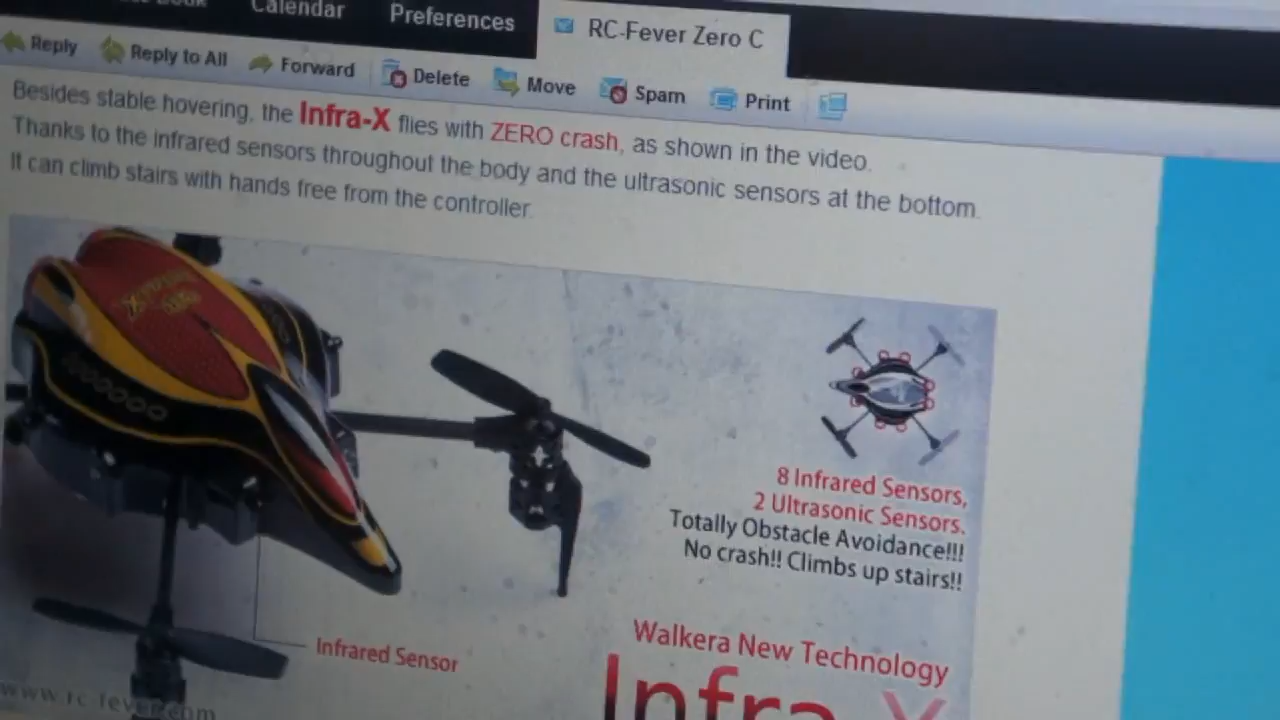 Calendar
Preferences
RC-Fever Zero C
Reply
Reply to All
Forward
Delete
Move
Spam
Print
Besides stable hovering, the Infra-X flies with ZERO crash, as shown in the video.
Thanks to the infrared sensors throughout the body and the ultrasonic sensors at the bottom.
It can climb stairs with hands free from the controller.
8 Infrared Sensors,
2 Ultrasonic Sensors.
Totally Obstacle Avoidance!!!
No crash!! Climbs up stairs!!
Infrared Sensor
Walkera New Technology
Infra-X
www.rc-fever.com